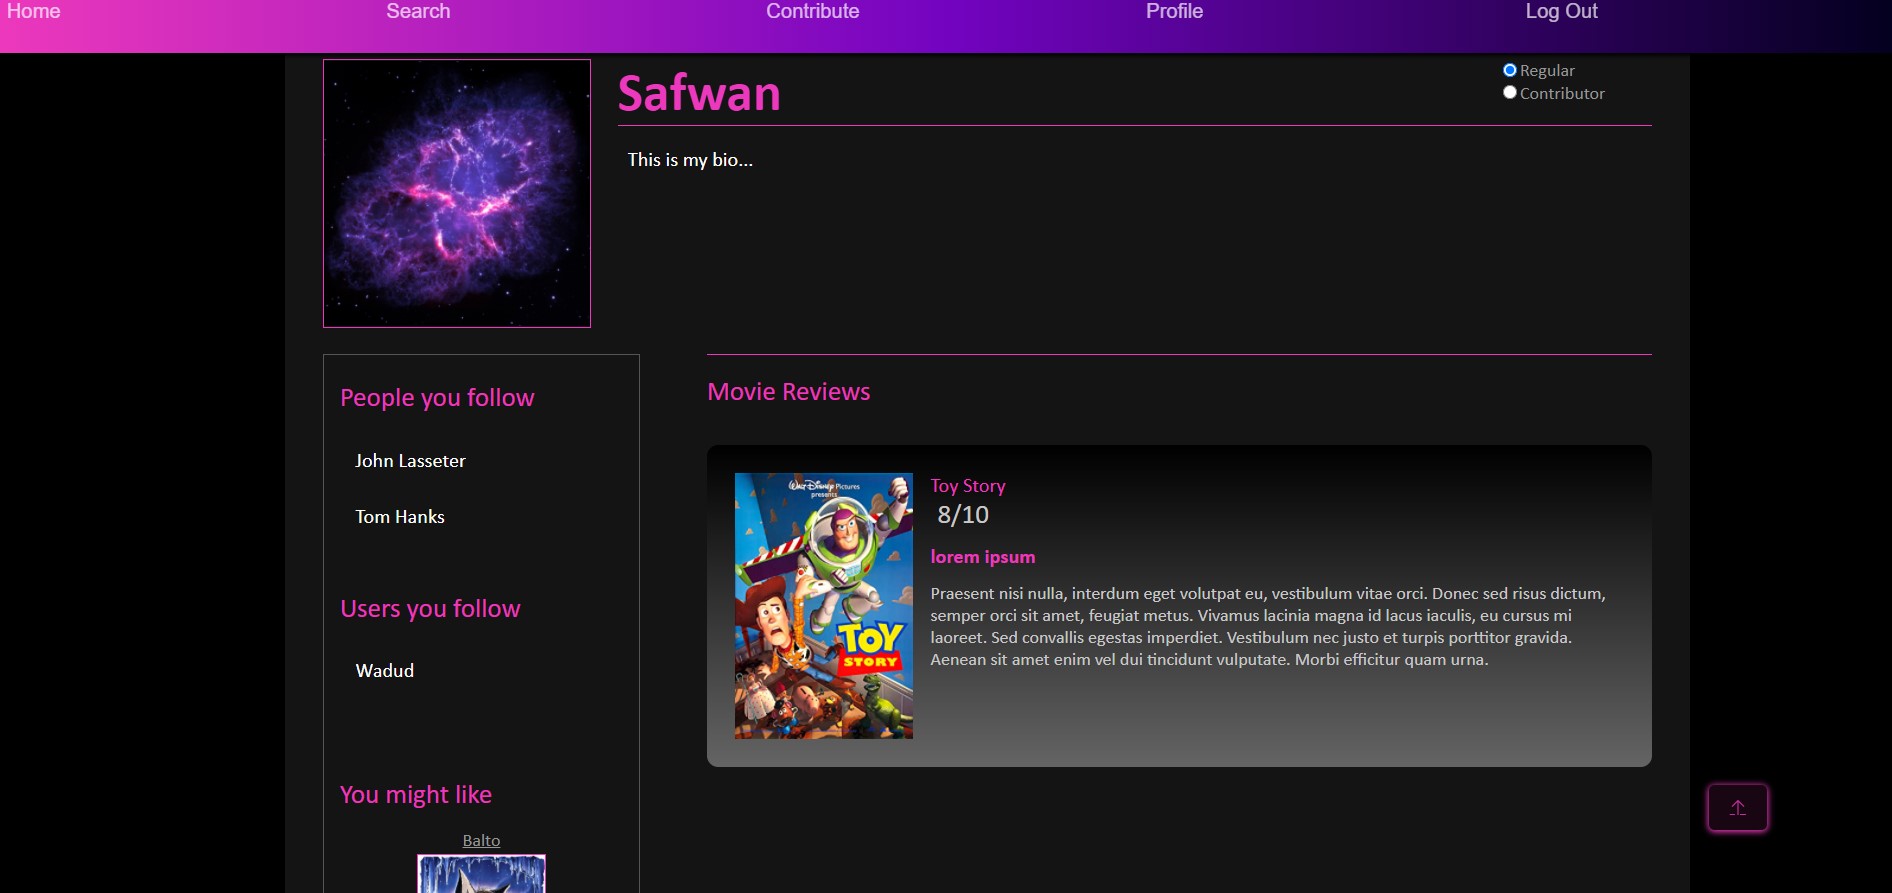 Home Search Contribute Profile Log Out
Safwan
Regular
Contributor
This is my bio...
People you follow
John Lasseter
Tom Hanks
Users you follow
Wadud
You might like
Balto
Movie Reviews
Walt Disney Pictures
presents
TOY
STORY
Toy Story
8/10
lorem ipsum
Praesent nisi nulla, interdum eget volutpat eu, vestibulum vitae orci. Donec sed risus dictum,
semper orci sit amet, feugiat metus. Vivamus lacinia magna id lacus iaculis, eu cursus mi
laoreet. Sed convallis egestas imperdiet. Vestibulum nec justo et turpis porttitor gravida.
Aenean sit amet enim vel dui tincidunt vulputate. Morbi efficitur quam urna.